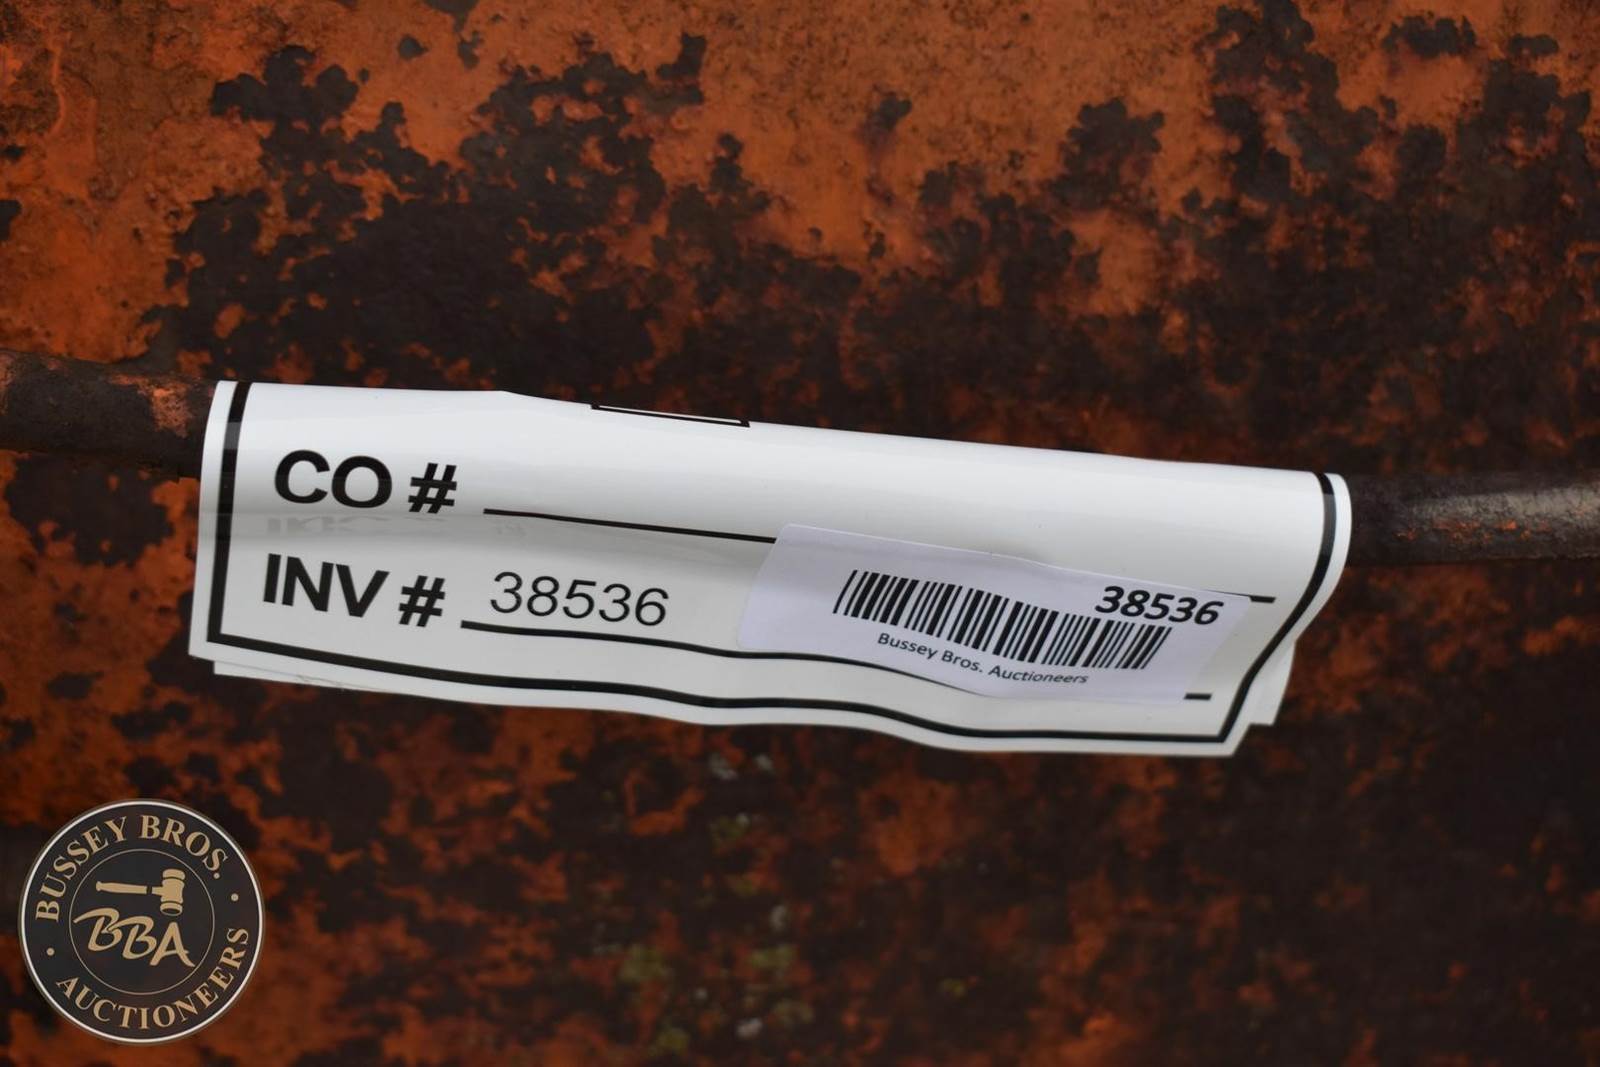 CO #
INV # 38536
38536
Bussey Bros. Auctioneers
BUSSEY BROS.
BBA
AUCTIONEERS